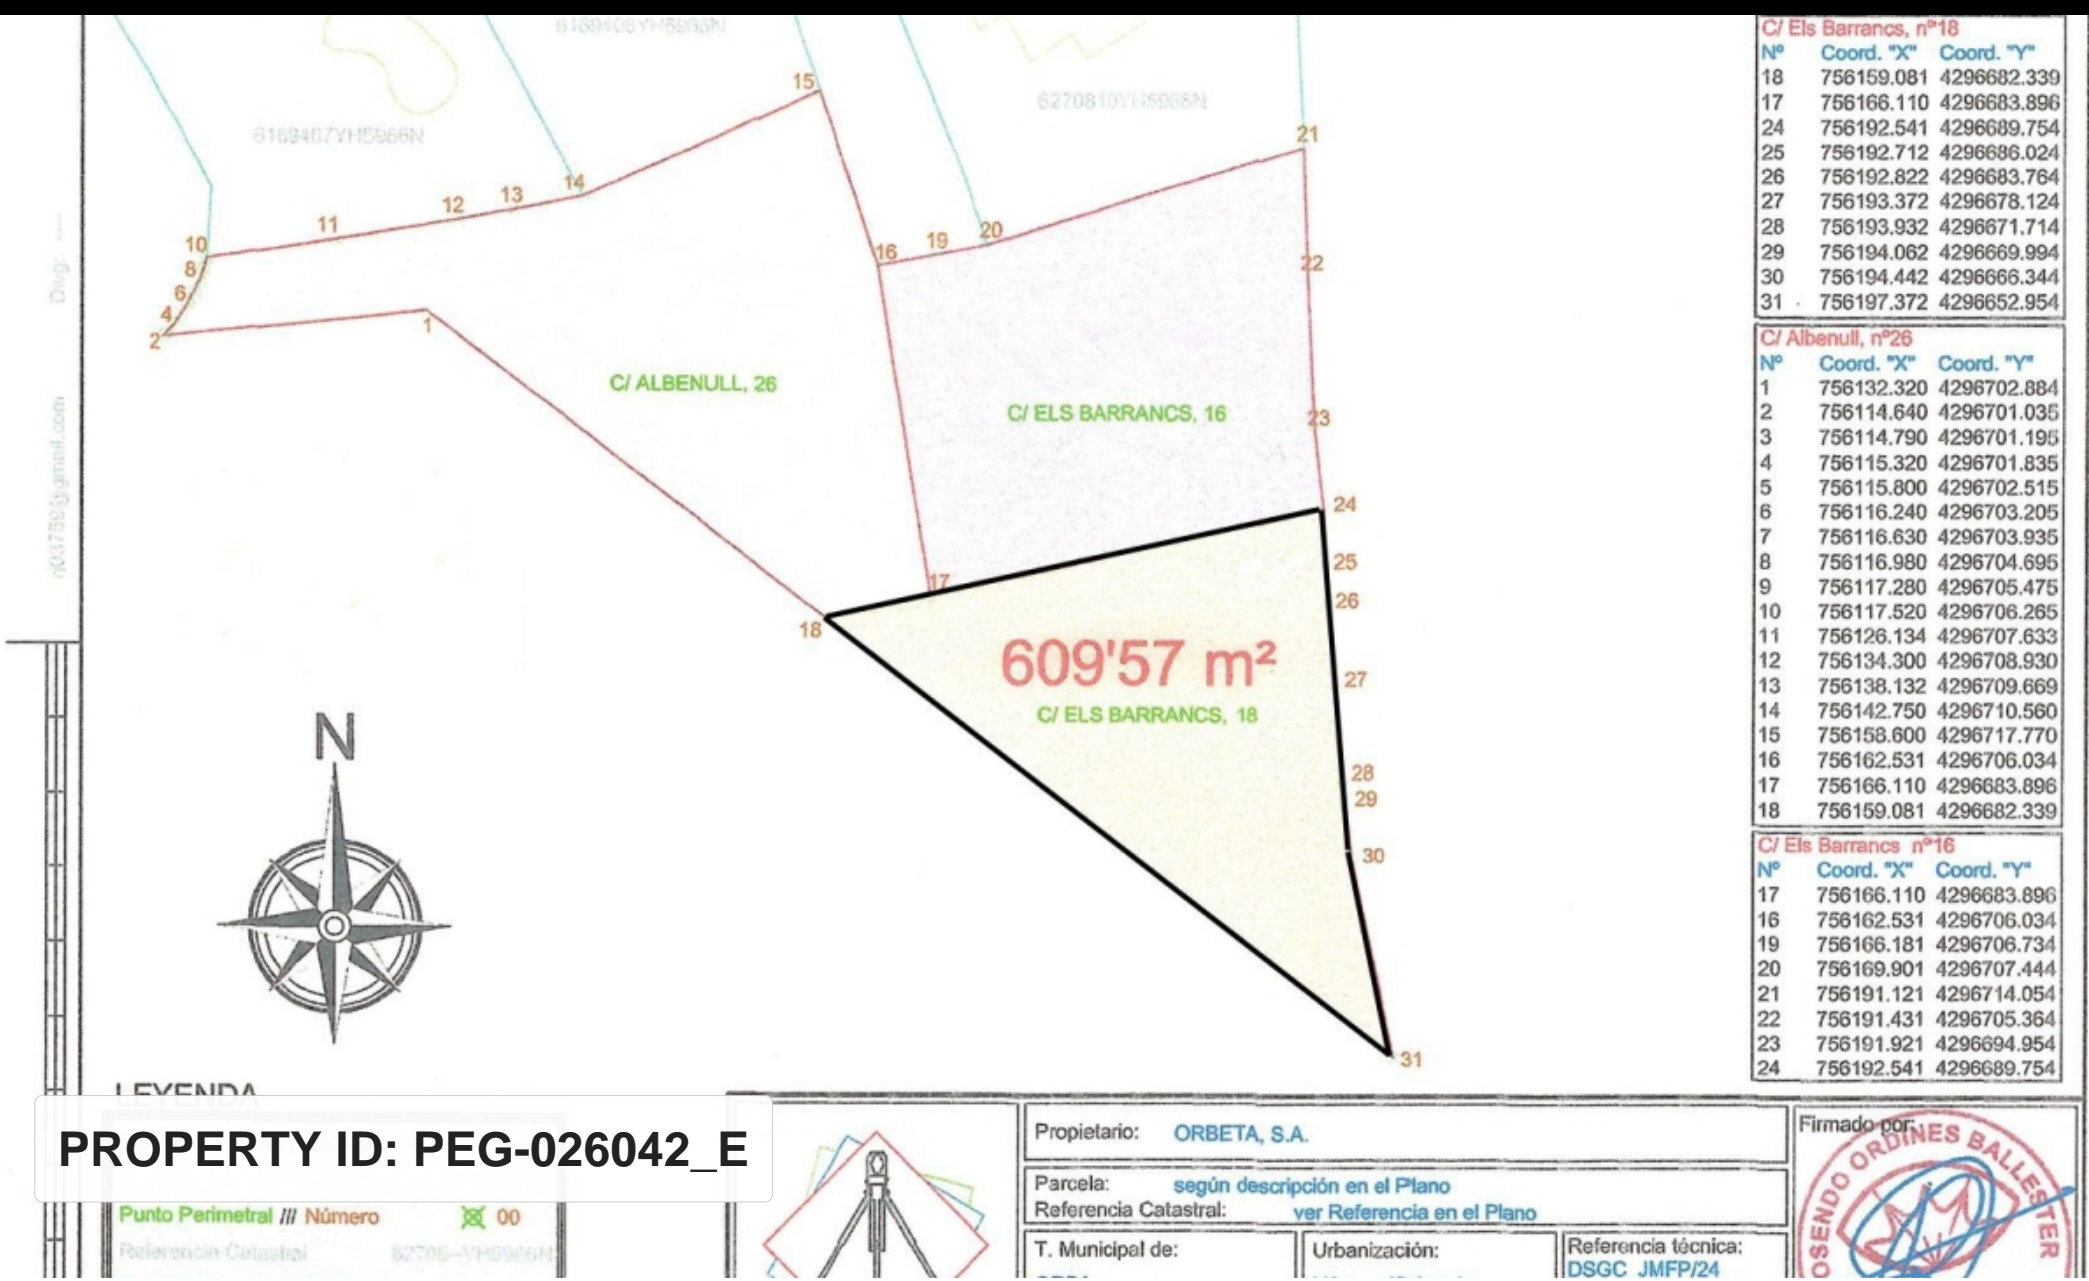 6169407YH5966N
15
21
14
13
12
11
10
8
6
4
2
1
16
19
20
22
C/ ALBENULL, 26
C/ ELS BARRANCS, 16
23
24
25
17
26
18
609'57 m²
27
C/ ELS BARRANCS, 18
28
29
30
31
N
C/ Els Barrancs, nº18
Nº Coord. "X" Coord. "Y"
18 756159.081 4296682.339
17 756166.110 4296683.896
24 756192.541 4296689.754
25 756192.712 4296686.024
26 756192.822 4296683.764
27 756193.372 4296678.124
28 756193.932 4296671.714
29 756194.062 4296669.994
30 756194.442 4296666.344
31 756197.372 4296652.954
C/ Albenull, nº26
Nº Coord. "X" Coord. "Y"
1 756132.320 4296702.884
2 756114.640 4296701.035
3 756114.790 4296701.195
4 756115.320 4296701.835
5 756115.800 4296702.515
6 756116.240 4296703.205
7 756116.630 4296703.935
8 756116.980 4296704.695
9 756117.280 4296705.475
10 756117.520 4296706.265
11 756126.134 4296707.633
12 756134.300 4296708.930
13 756138.132 4296709.669
14 756142.750 4296710.560
15 756158.600 4296717.770
16 756162.531 4296706.034
17 756166.110 4296683.896
18 756159.081 4296682.339
C/ Els Barrancs nº16
Nº Coord. "X" Coord. "Y"
17 756166.110 4296683.896
16 756162.531 4296706.034
19 756166.181 4296706.734
20 756169.901 4296707.444
21 756191.121 4296714.054
22 756191.431 4296705.364
23 756191.921 4296694.954
24 756192.541 4296689.754
LEYENDA
PROPERTY ID: PEG-026042_E
Punto Perimetral /// Número 00
Referencia Catastral
Propietario: ORBETA, S.A.
Parcela: según descripción en el Plano
Referencia Catastral: ver Referencia en el Plano
T. Municipal de:
Urbanización:
Referencia técnica:
DSGC JMFP/24
Firmado por:
ROSENDO ORDINES BALLESTER